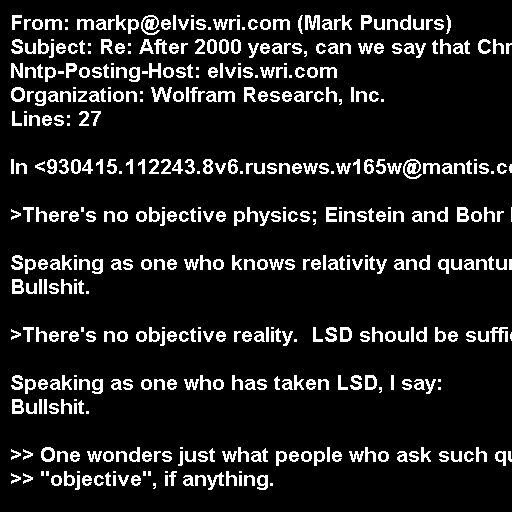 From: markp@elvis.wri.com (Mark Pundurs)
Subject: Re: After 2000 years, can we say that Chr
Nntp-Posting-Host: elvis.wri.com
Organization: Wolfram Research, Inc.
Lines: 27
In <930415.112243.8v6.rusnews.w165w@mantis.co
>There's no objective physics; Einstein and Bohr
Speaking as one who knows relativity and quantu
Bullshit.
>There's no objective reality.  LSD should be suffi
Speaking as one who has taken LSD, I say:
Bullshit.
>> One wonders just what people who ask such qu
>> "objective", if anything.